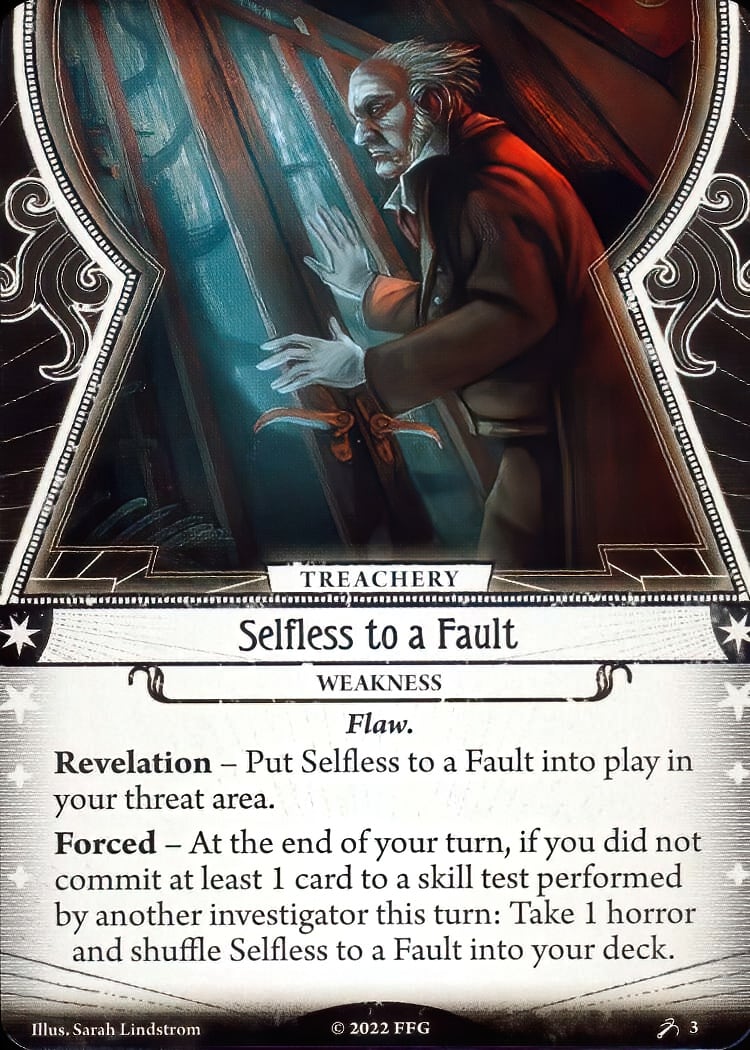 TREACHERY
Selfless to a Fault
WEAKNESS
Flaw.
Revelation – Put Selfless to a Fault into play in
your threat area.
Forced – At the end of your turn, if you did not
commit at least 1 card to a skill test performed
by another investigator this turn: Take 1 horror
and shuffle Selfless to a Fault into your deck.
Illus. Sarah Lindstrom
© 2022 FFG
3